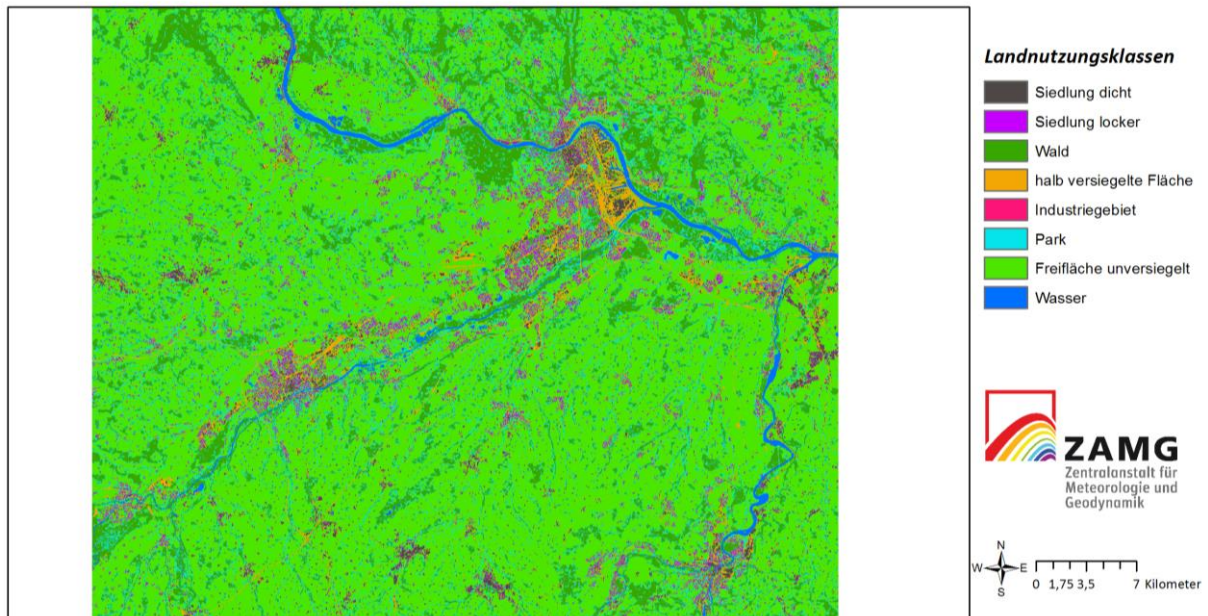 Landnutzungsklassen
Siedlung dicht
Siedlung locker
Wald
halb versiegelte Fläche
Industriegebiet
Park
Freifläche unversiegelt
Wasser
ZAMG
Zentralanstalt für
Meteorologie und
Geodynamik
N
W E
S
0 1,75 3,5 7 Kilometer